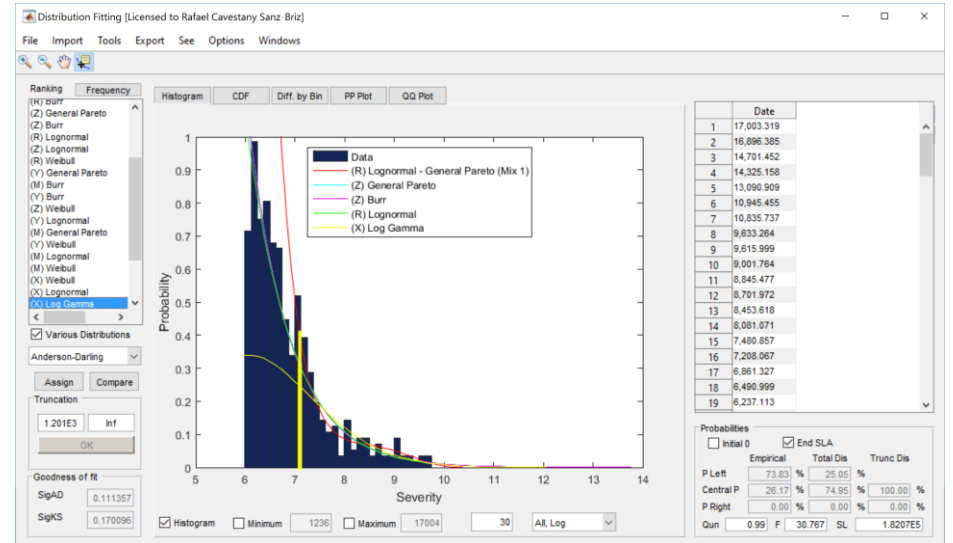 Distribution Fitting [Licensed to Rafael Cavestany Sanz-Briz]
File Import Tools Export See Options Windows
Ranking Frequency
(R) Burr
(Z) General Pareto
(Z) Burr
(R) Lognormal
(Z) Lognormal
(R) Weibull
(Y) General Pareto
(M) Burr
(Y) Burr
(Z) Weibull
(Y) Lognormal
(M) General Pareto
(Y) Weibull
(M) Lognormal
(M) Weibull
(X) Weibull
(X) Lognormal
(X) Log Gamma
Various Distributions
Anderson-Darling
Assign Compare
Truncation
1.201E3 Inf
OK
Goodness of fit
SigAD 0.111357
SigKS 0.170096
Histogram CDF Diff. by Bin PP Plot QQ Plot
Probability
1
0.9
0.8
0.7
0.6
0.5
0.4
0.3
0.2
0.1
0
Data
(R) Lognormal - General Pareto (Mix 1)
(Z) General Pareto
(Z) Burr
(R) Lognormal
(X) Log Gamma
5 6 7 8 9 10 11 12 13 14
Severity
Histogram Minimum 1236 Maximum 17004 30 All, Log
Date
1 17,003.319
2 16,896.385
3 14,701.452
4 14,325.158
5 13,090.909
6 10,945.455
7 10,835.737
8 9,633.264
9 9,615.999
10 9,001.764
11 8,845.477
12 8,701.972
13 8,453.618
14 8,081.071
15 7,480.857
16 7,208.067
17 6,861.327
18 6,490.999
19 6,237.113
Probabilities
Initial 0 End SLA
Empirical Total Dis Trunc Dis
P Left 73.83 % 25.05 %
Central P 26.17 % 74.95 % 100.00 %
P Right 0.00 % 0.00 % 0.00 %
Qun 0.99 F 30.767 SL 1.8207E5